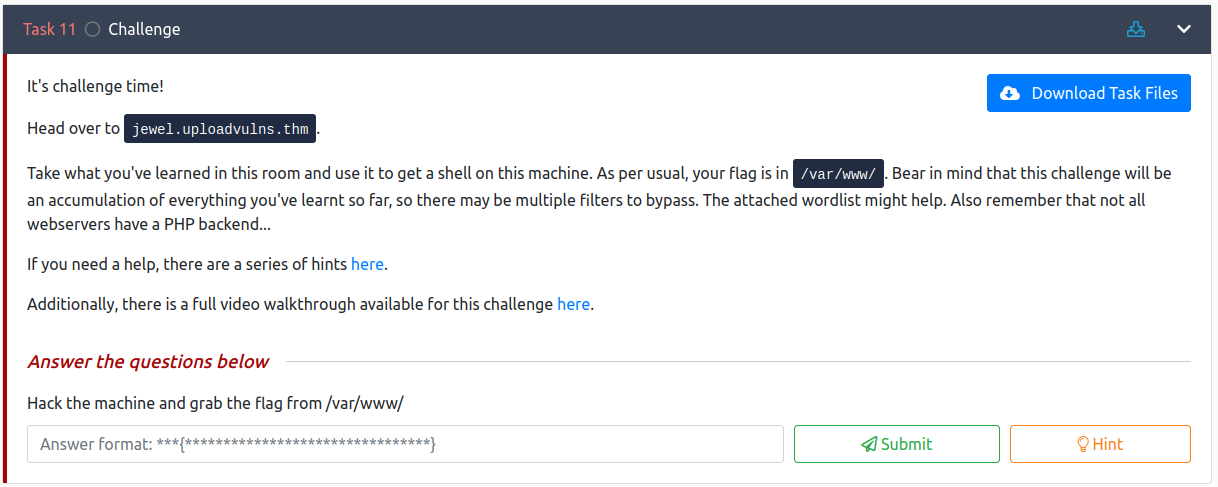 Task 11 Challenge
It's challenge time!
Download Task Files
Head over to jewel.uploadvulns.thm.
Take what you've learned in this room and use it to get a shell on this machine. As per usual, your flag is in /var/www/. Bear in mind that this challenge will be
an accumulation of everything you've learnt so far, so there may be multiple filters to bypass. The attached wordlist might help. Also remember that not all
webservers have a PHP backend...
If you need a help, there are a series of hints here.
Additionally, there is a full video walkthrough available for this challenge here.
Answer the questions below
Hack the machine and grab the flag from /var/www/
Answer format: ***{********************************} Submit Hint